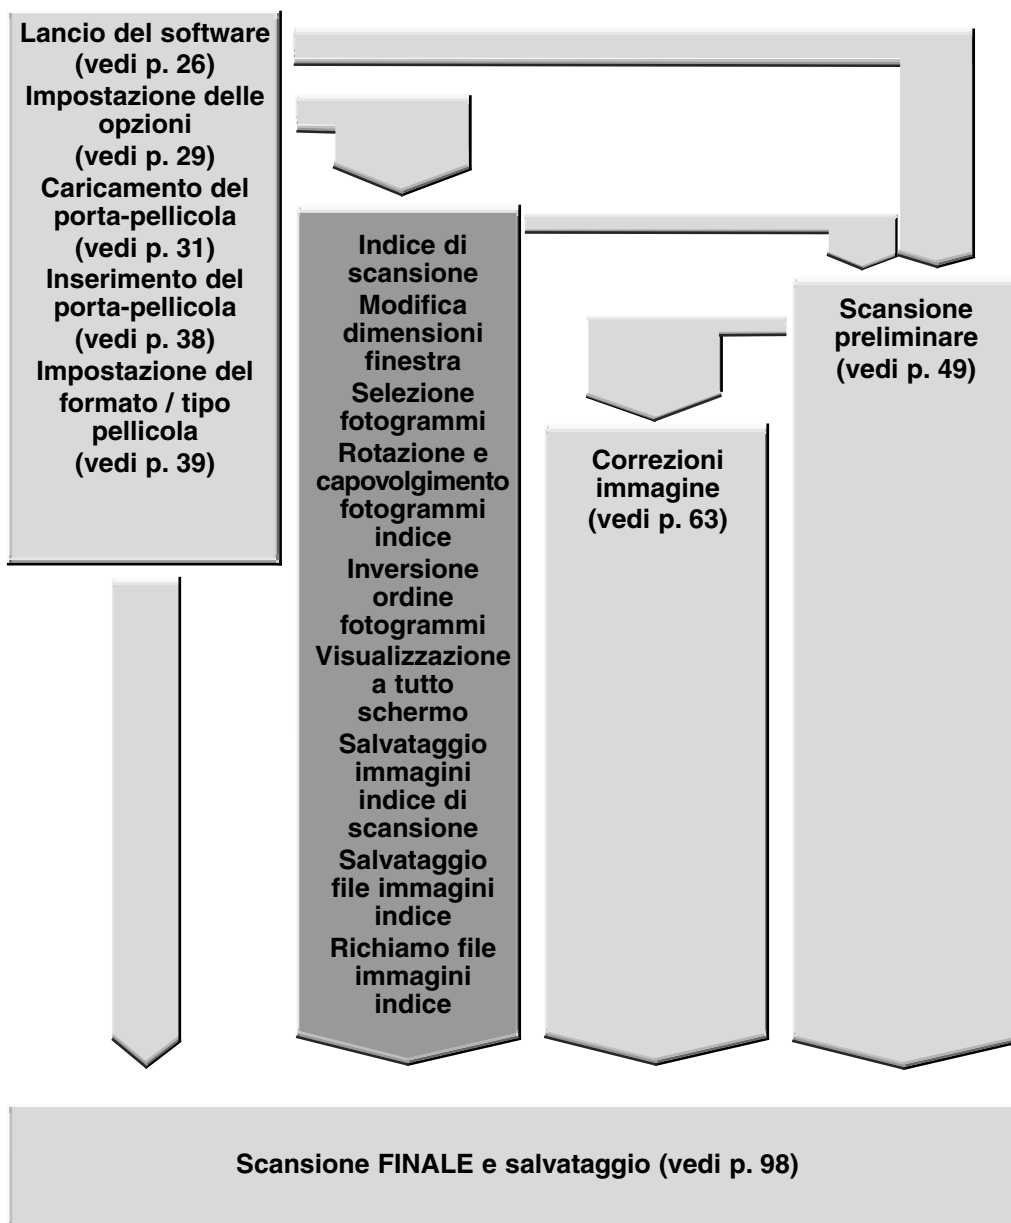 Lancio del software
(vedi p. 26)
Impostazione delle
opzioni
(vedi p. 29)
Caricamento del
porta-pellicola
(vedi p. 31)
Inserimento del
porta-pellicola
(vedi p. 38)
Impostazione del
formato / tipo
pellicola
(vedi p. 39)
Indice di
scansione
Modifica
dimensioni
finestra
Selezione
fotogrammi
Rotazione e
capovolgimento
fotogrammi
indice
Inversione
ordine
fotogrammi
Visualizzazione
a tutto
schermo
Salvataggio
immagini
indice di
scansione
Salvataggio
file immagini
indice
Richiamo file
immagini
indice
Correzioni
immagine
(vedi p. 63)
Scansione
preliminare
(vedi p. 49)
Scansione FINALE e salvataggio (vedi p. 98)